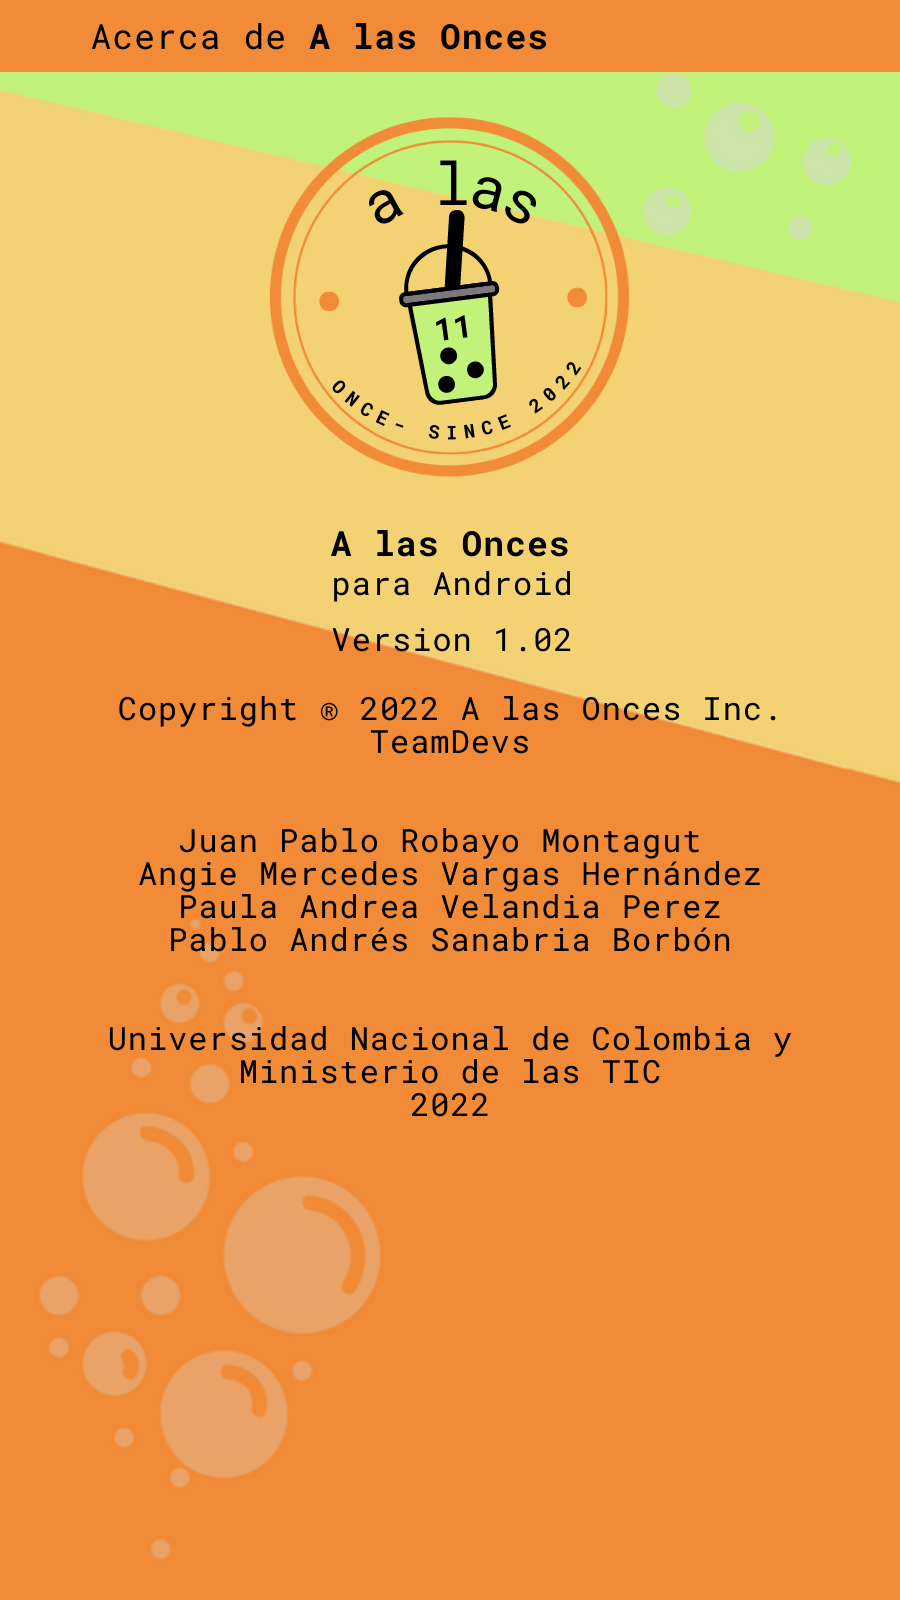 Acerca de A las Onces
a las
11
ONCE- SINCE 2022
A las Onces
para Android
Version 1.02
Copyright ® 2022 A las Onces Inc.
TeamDevs
Juan Pablo Robayo Montagut
Angie Mercedes Vargas Hernández
Paula Andrea Velandia Perez
Pablo Andrés Sanabria Borbón
Universidad Nacional de Colombia y
Ministerio de las TIC
2022